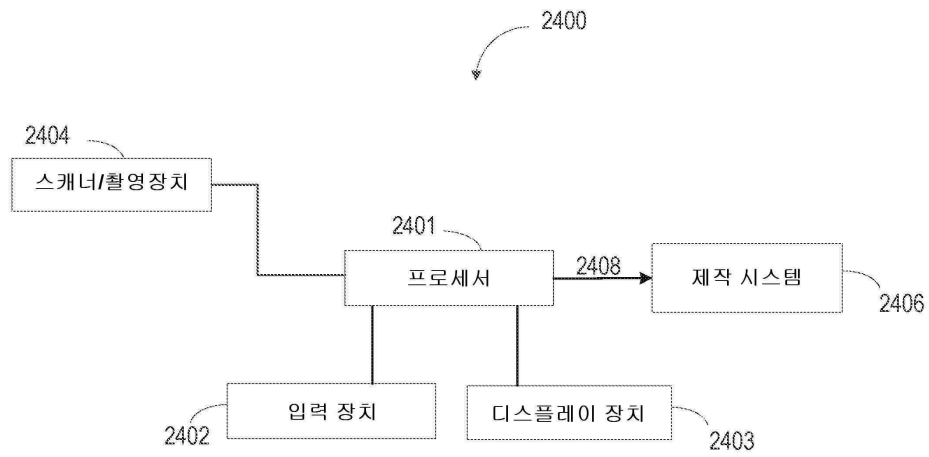 2400
2404
스캐너/촬영장치
2401
프로세서
2408
제작 시스템
2406
입력 장치
2402
디스플레이 장치
2403